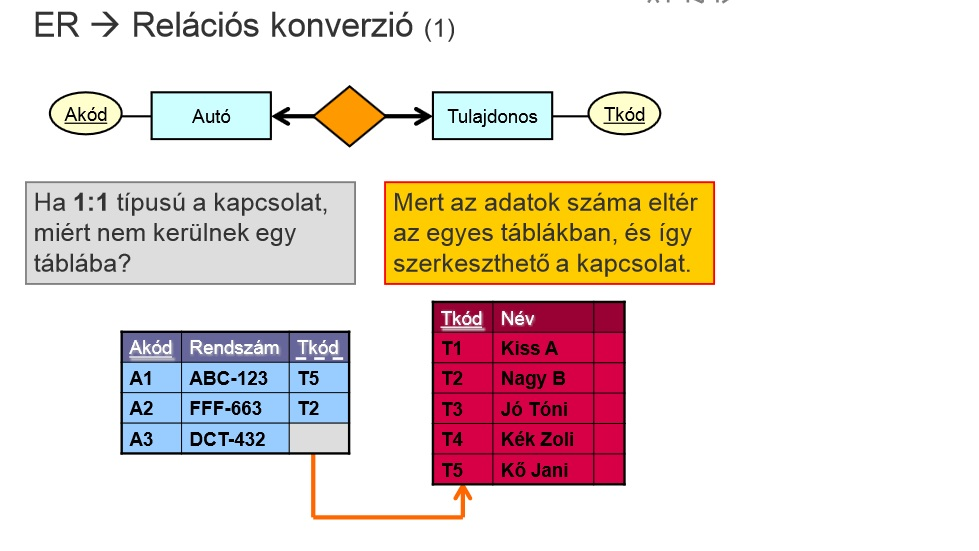 ER → Relációs konverzió (1)
Akód
Autó
Tulajdonos
Tkód
Ha 1:1 típusú a kapcsolat,
miért nem kerülnek egy
táblába?
Mert az adatok száma eltér
az egyes táblákban, és így
szerkeszthető a kapcsolat.
Akód Rendszám Tkód
A1 ABC-123 T5
A2 FFF-663 T2
A3 DCT-432
Tkód Név
T1 Kiss A
T2 Nagy B
T3 Jó Tóni
T4 Kék Zoli
T5 Kő Jani